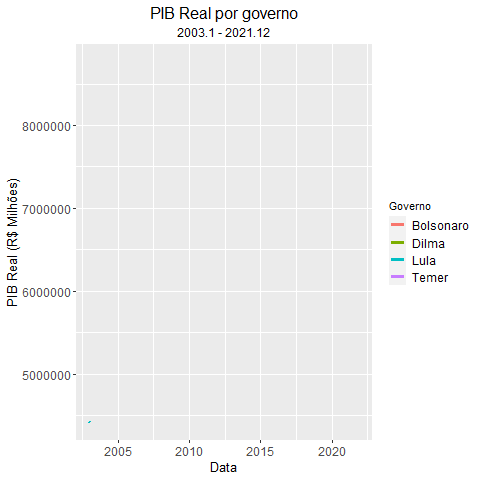 PIB Real por governo
2003.1 - 2021.12
PIB Real (R$ Milhões)
8000000
7000000
6000000
5000000
2005
2010
2015
2020
Data
Governo
Bolsonaro
Dilma
Lula
Temer